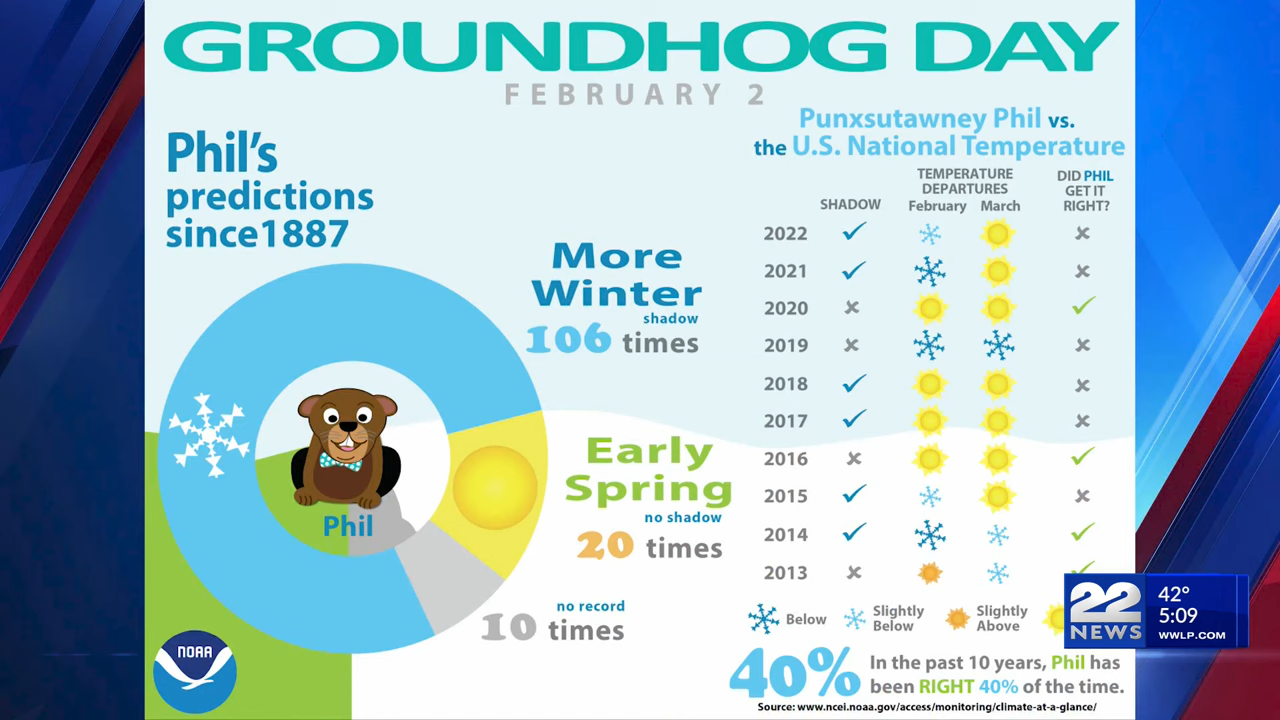 GROUNDHOG DAY
FEBRUARY 2
Phil's
predictions
since1887
More
Winter
shadow
106 times
Early
Spring
no shadow
20 times
no record
10 times
Phil
NOAA
Punxsutawney Phil vs.
the U.S. National Temperature
TEMPERATURE
DEPARTURES
DID PHIL
GET IT
RIGHT?
SHADOW
February March
2022
2021
2020
2019
2018
2017
2016
2015
2014
2013
Below
Slightly
Below
Slightly
Above
40%
In the past 10 years, Phil has
been RIGHT 40% of the time.
Source: www.ncei.noaa.gov/access/monitoring/climate-at-a-glance/
22
NEWS
42°
5:09
WWLP.COM